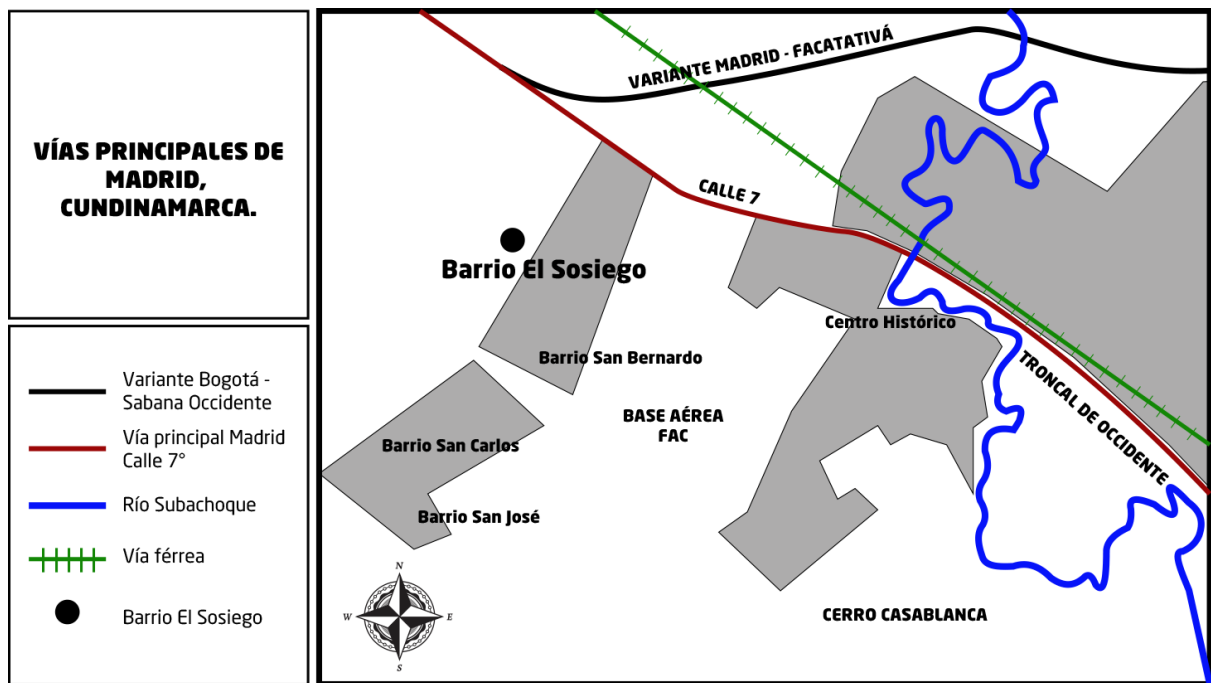 VÍAS PRINCIPALES DE
MADRID,
CUNDINAMARCA.
Variante Bogotá -
Sabana Occidente
Vía principal Madrid
Calle 7°
Río Subachoque
Vía férrea
Barrio El Sosiego
VARIANTE MADRID - FACATATIVÁ
CALLE 7
Barrio El Sosiego
Centro Histórico
Barrio San Bernardo
TRONCAL DE OCCIDENTE
BASE AÉREA
FAC
Barrio San Carlos
Barrio San José
CERRO CASABLANCA
N
W
E
S